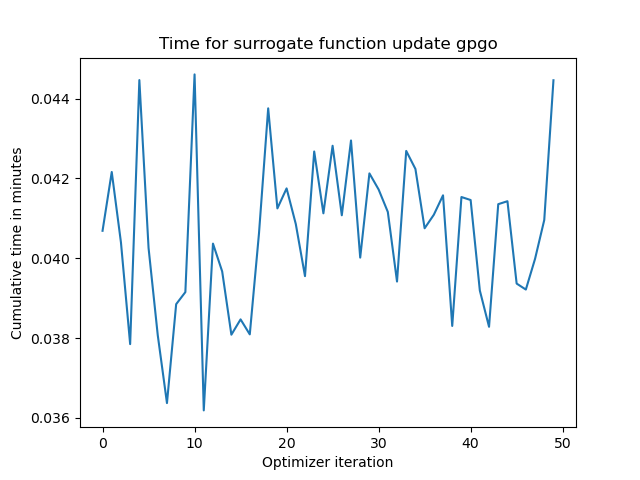 Time for surrogate function update gpgo
Cumulative time in minutes
0.044
0.042
0.040
0.038
0.036
0 10 20 30 40 50
Optimizer iteration